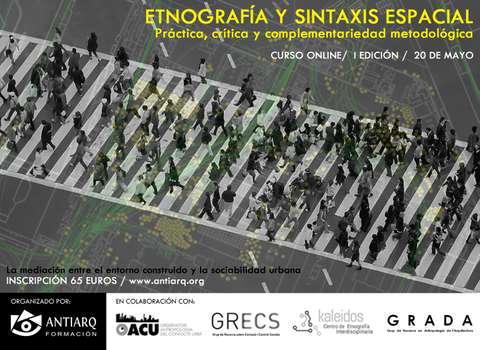 ETNOGRAFÍA Y SINTAXIS ESPACIAL
Práctica, crítica y complementariedad metodológica
CURSO ONLINE/ I EDICIÓN / 20 DE MAYO
La mediación entre el entorno construido y la sociabilidad urbana
INSCRIPCIÓN 65 EUROS / www.antiarq.org
ORGANIZADO POR:
ANTIARQ
FORMACIÓN
EN COLABORACIÓN CON:
ACU
GRECS
kaleidos
Centro de Etnografía
Interdisciplinaria
GRADA